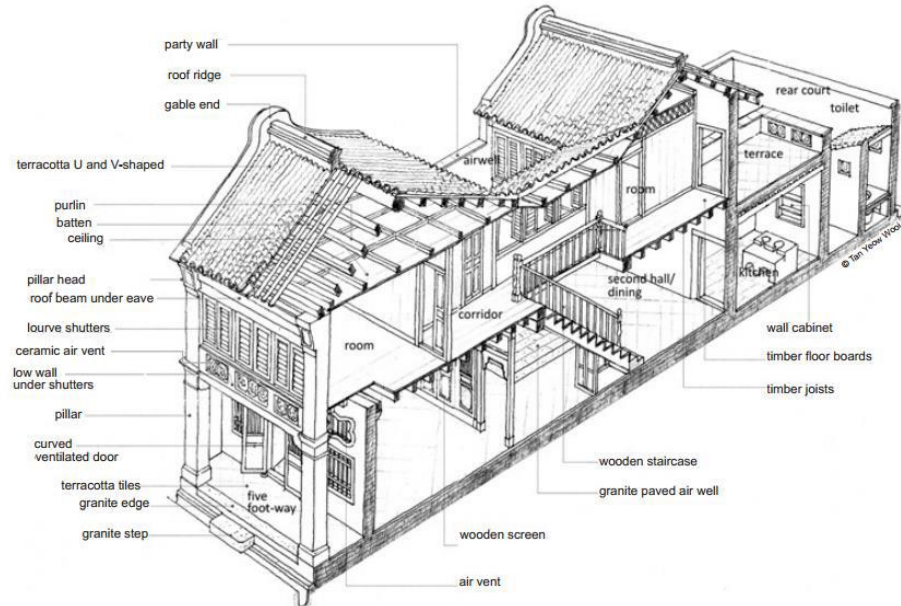 party wall
roof ridge
gable end
terracotta U and V-shaped
purlin
batten
ceiling
pillar head
roof beam under eave
lourve shutters
ceramic air vent
low wall
under shutters
pillar
curved
ventilated door
terracotta tiles
granite edge
granite step
airwell
room
corridor
room
second hall/
dining
five
foot-way
rear court
toilet
terrace
kitchen
© Tan Yeow Wooi
wall cabinet
timber floor boards
timber joists
wooden staircase
granite paved air well
wooden screen
air vent